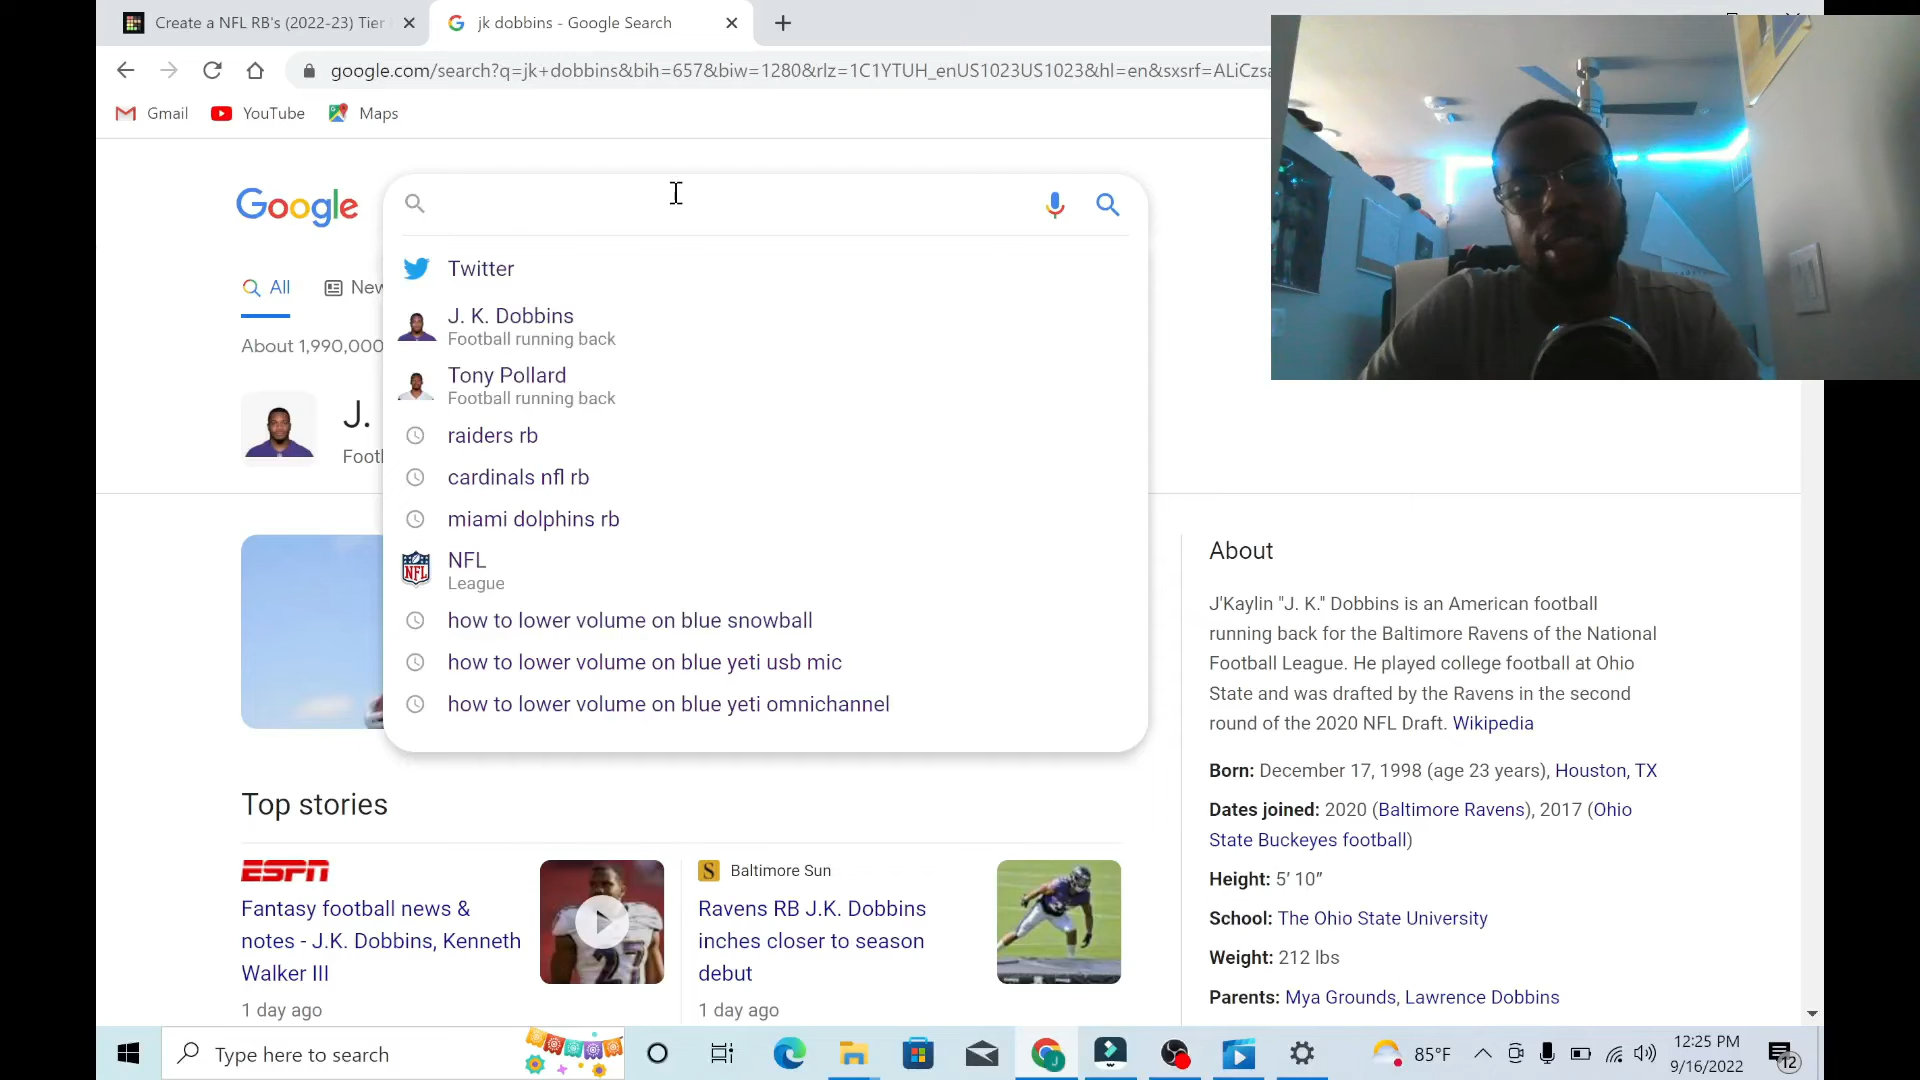 Create a NFL RB's (2022-23) Tier
jk dobbins - Google Search
google.com/search?q=jk+dobbins&bih=657&biw=1280&rlz=1C1YTUH_enUS1023US1023&hl=en&sxsrf=ALiCzsa
Gmail YouTube Maps
Google
Twitter
All New
J. K. Dobbins
Football running back
About 1,990,000
Tony Pollard
Football running back
J.
Footl
raiders rb
cardinals nfl rb
miami dolphins rb
NFL
NFL
League
how to lower volume on blue snowball
how to lower volume on blue yeti usb mic
how to lower volume on blue yeti omnichannel
About
J'Kaylin "J. K." Dobbins is an American football
running back for the Baltimore Ravens of the National
Football League. He played college football at Ohio
State and was drafted by the Ravens in the second
round of the 2020 NFL Draft. Wikipedia
Born: December 17, 1998 (age 23 years), Houston, TX
Dates joined: 2020 (Baltimore Ravens), 2017 (Ohio
State Buckeyes football)
Height: 5′ 10″
School: The Ohio State University
Weight: 212 lbs
Parents: Mya Grounds, Lawrence Dobbins
Top stories
ESPN
Fantasy football news &
notes - J.K. Dobbins, Kenneth
Walker III
1 day ago
27
S Baltimore Sun
Ravens RB J.K. Dobbins
inches closer to season
debut
1 day ago
Type here to search
J
85°F
12:25 PM
9/16/2022
12